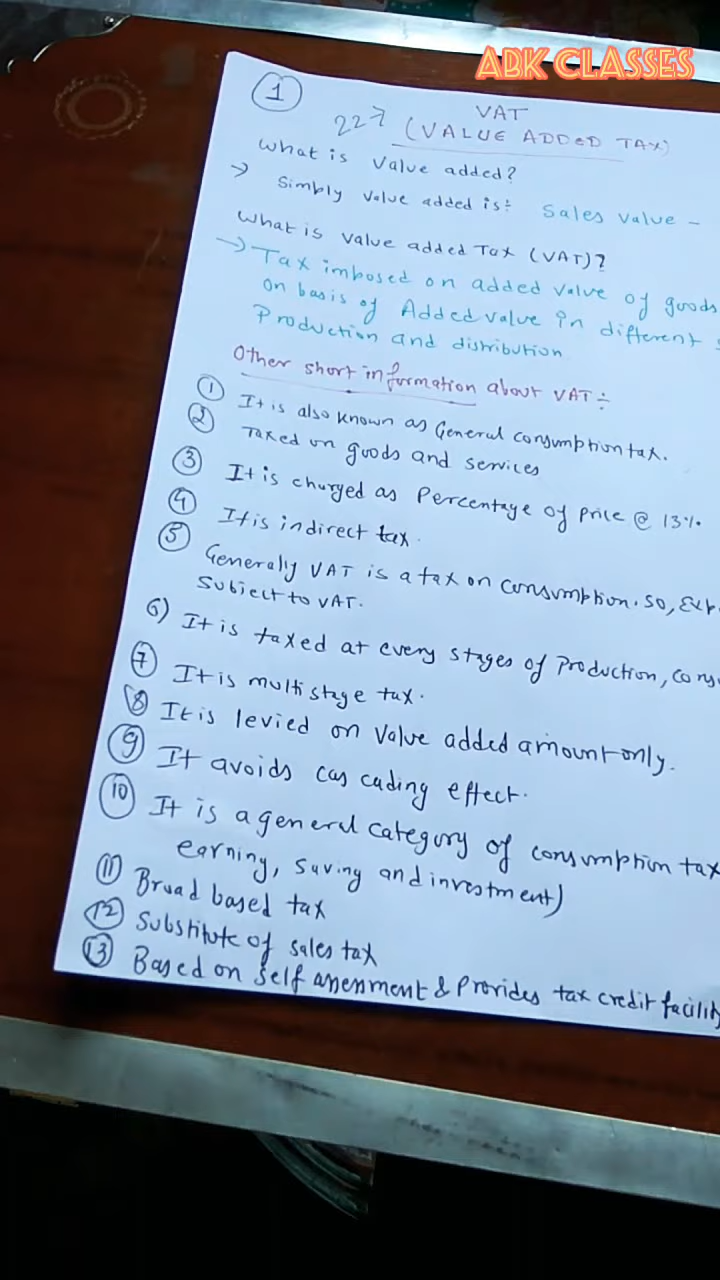 ABK CLASSES
1
VAT
227 (VALUE ADDED TAX)
What is Value added?
→ Simply Value added is÷ Sales value -
What is value added Tax (VAT)?
→ Tax imbosed on added value of goods
on basis of Added value in different s
Production and distribution
Other short information about VAT ÷
① It is also known as General consumption tax.
② Taxed on goods and services
③ It is charged as Percentage of price @ 13%
④ It is indirect tax.
⑤ Generally VAT is a tax on consumption. so, Exp
Subject to VAT.
6) It is taxed at every stages of Production, cons
⑦ It is multistage tax.
⑧ It is levied on value added amount only.
⑨ It avoids cascading effect.
⑩ It is a general category of consumption tax
earning, saving and investment)
⑪ Broad based tax
⑫ Substitute of sales tax
⑬ Based on self assessment & Provides tax credit facility